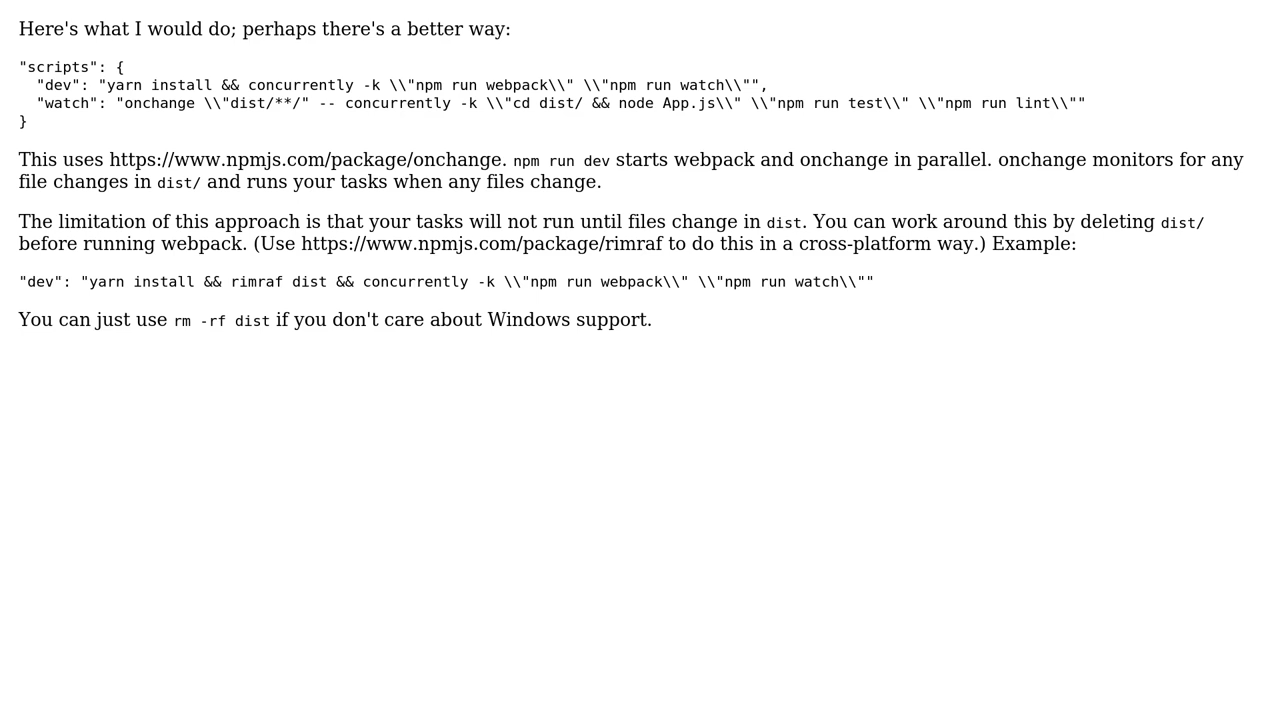 Here's what I would do; perhaps there's a better way:
"scripts": {
  "dev": "yarn install && concurrently -k \\"npm run webpack\\" \\"npm run watch\\"",
  "watch": "onchange \\"dist/**/" -- concurrently -k \\"cd dist/ && node App.js\\" \\"npm run test\\" \\"npm run lint\\""
}
This uses https://www.npmjs.com/package/onchange. npm run dev starts webpack and onchange in parallel. onchange monitors for any
file changes in dist/ and runs your tasks when any files change.
The limitation of this approach is that your tasks will not run until files change in dist. You can work around this by deleting dist/
before running webpack. (Use https://www.npmjs.com/package/rimraf to do this in a cross-platform way.) Example:
"dev": "yarn install && rimraf dist && concurrently -k \\"npm run webpack\\" \\"npm run watch\\""
You can just use rm -rf dist if you don't care about Windows support.